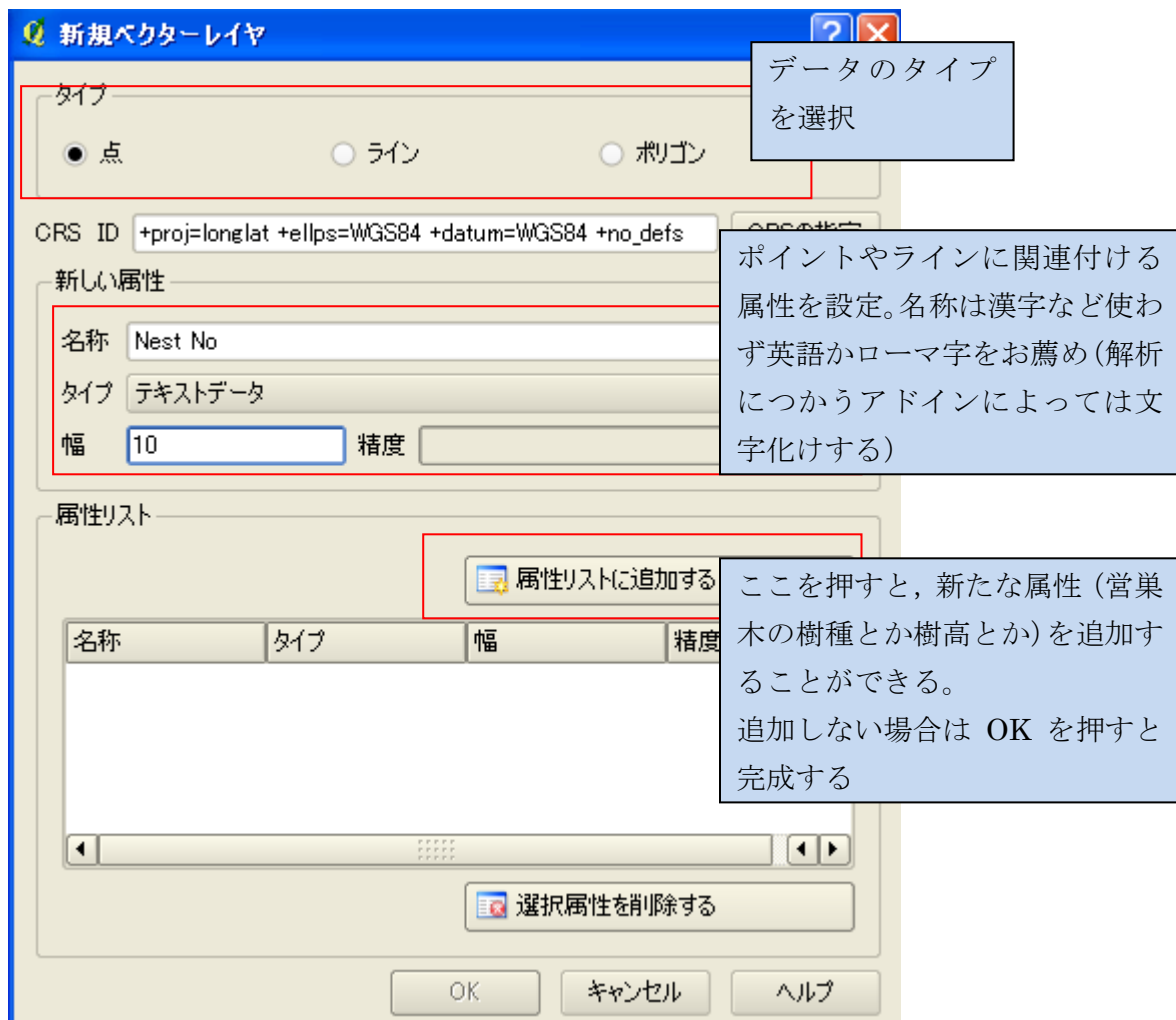 新規ベクターレイヤ
データのタイプ
を選択
タイプ
点
ライン
ポリゴン
CRS ID
+proj=longlat +ellps=WGS84 +datum=WGS84 +no_defs
ポイントやラインに関連付ける
属性を設定。名称は漢字など使わ
ず英語かローマ字をお薦め(解析
につかうアドインによっては文
字化けする)
新しい属性
名称 Nest No
タイプ テキストデータ
幅 10 精度
属性リスト
属性リストに追加する
ここを押すと, 新たな属性 (営巣
木の樹種とか樹高とか)を追加す
ることができる。
追加しない場合は OK を押すと
完成する
名称 タイプ 幅 精度
選択属性を削除する
OK キャンセル ヘルプ